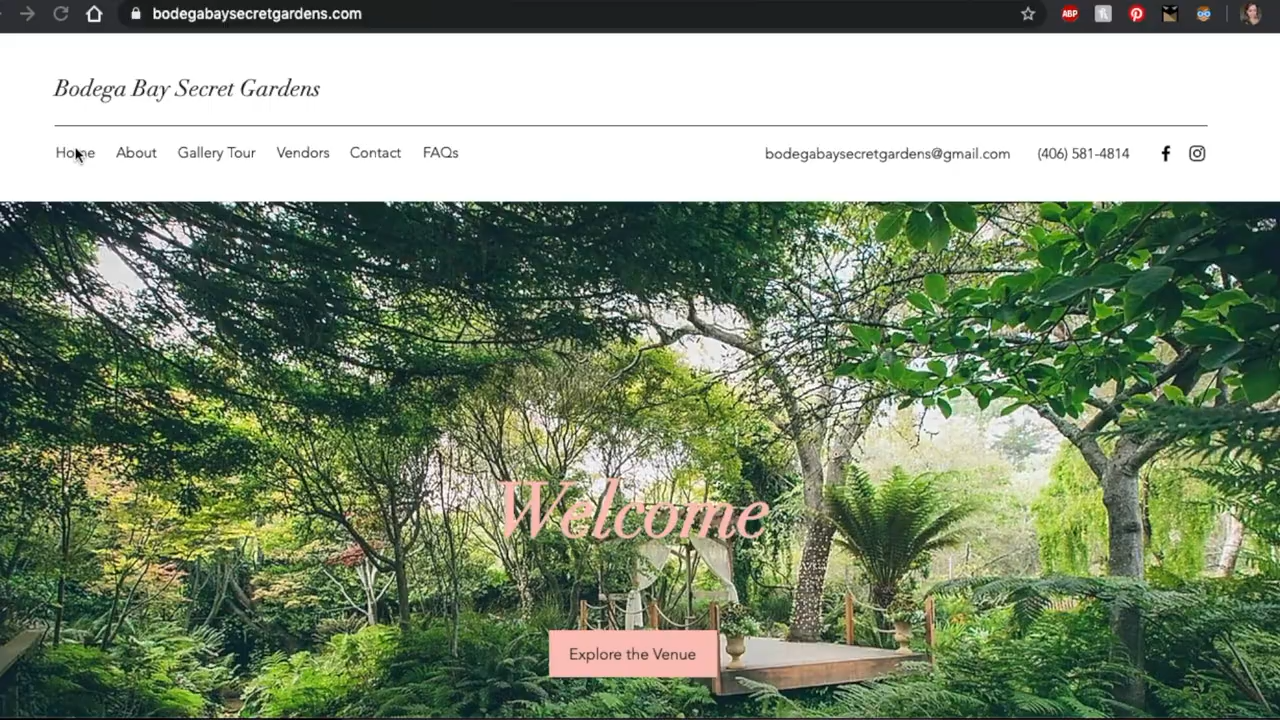 bodegabaysecretgardens.com
ABP
Bodega Bay Secret Gardens
Home About Gallery Tour Vendors Contact FAQs bodegabaysecretgardens@gmail.com (406) 581-4814
Welcome
Explore the Venue